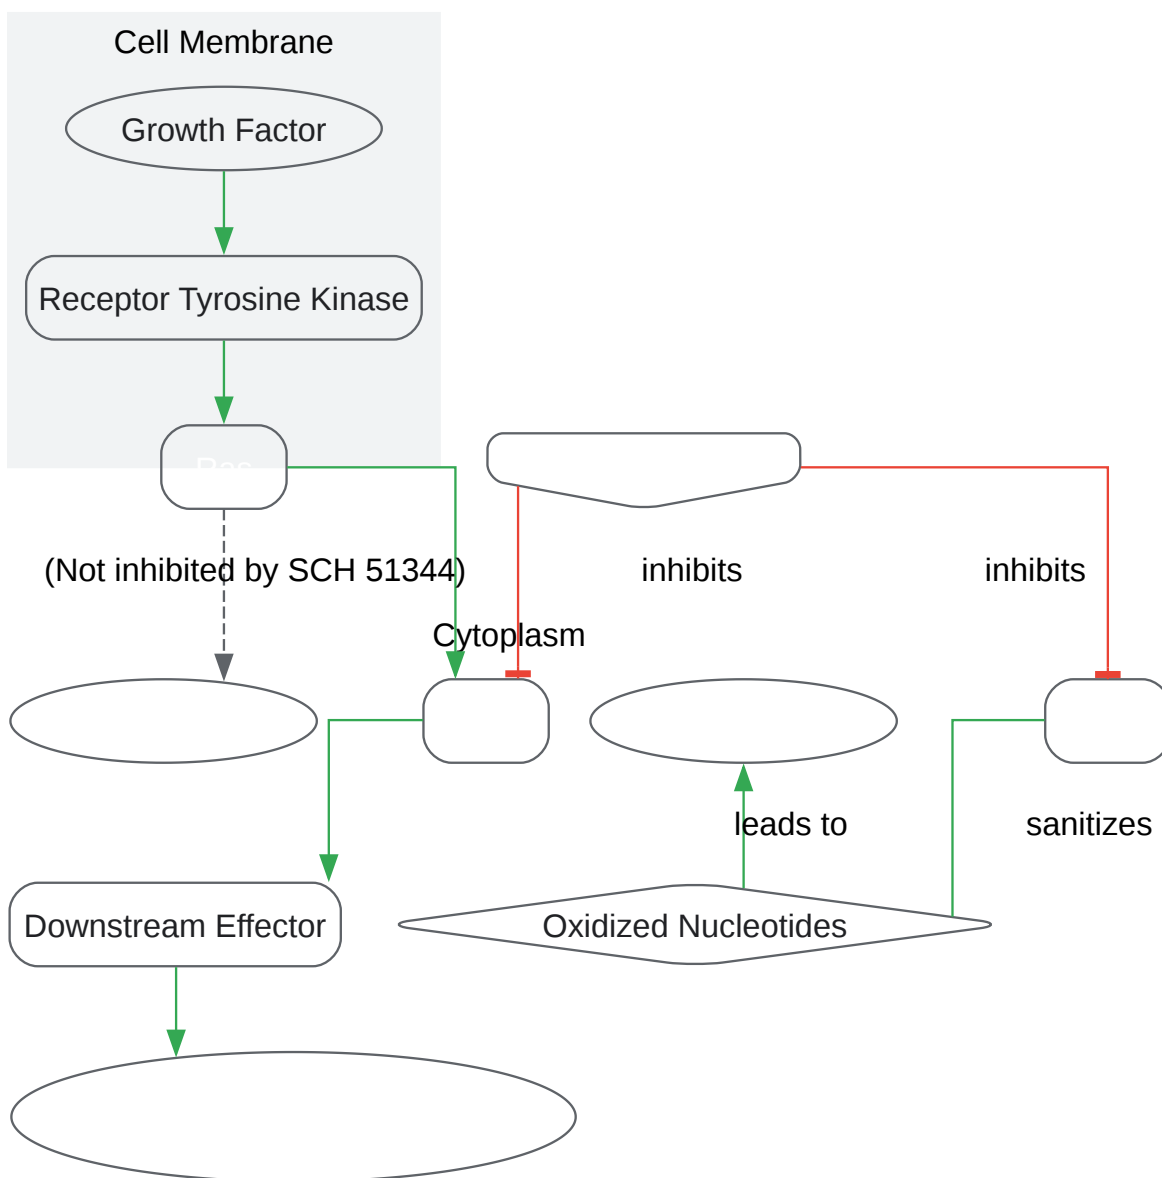 Cell Membrane
Growth Factor
Receptor Tyrosine Kinase
Ras
(Not inhibited by SCH 51344)
inhibits
inhibits
Cytoplasm
leads to
sanitizes
Downstream Effector
Oxidized Nucleotides